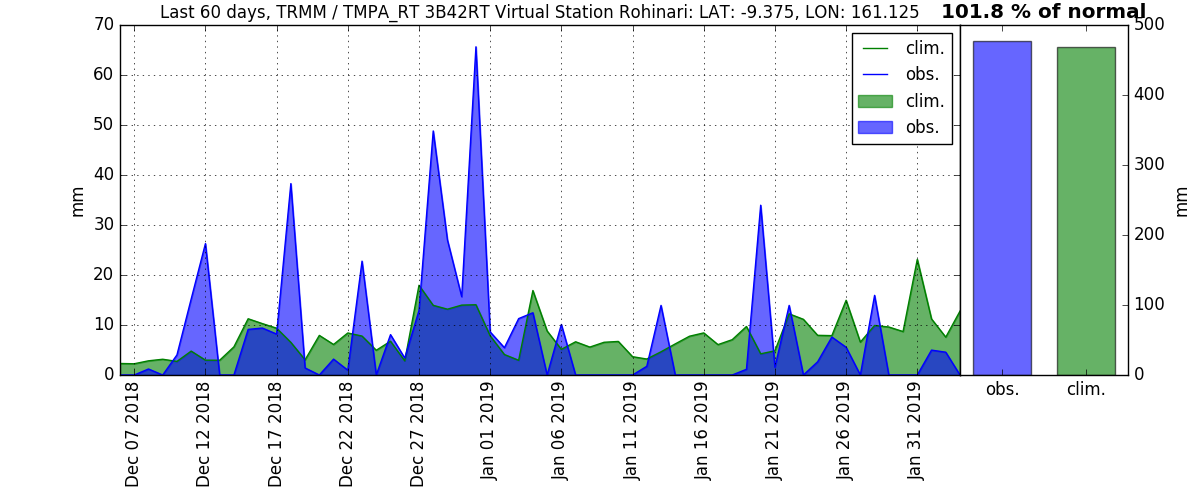 Last 60 days, TRMM / TMPA_RT 3B42RT Virtual Station Rohinari: LAT: -9.375, LON: 161.125
101.8 % of normal
70
60
50
40
30
20
10
0
mm
clim.
obs.
clim.
obs.
Dec 07 2018
Dec 12 2018
Dec 17 2018
Dec 22 2018
Dec 27 2018
Jan 01 2019
Jan 06 2019
Jan 11 2019
Jan 16 2019
Jan 21 2019
Jan 26 2019
Jan 31 2019
500
400
300
200
100
0
mm
obs.
clim.